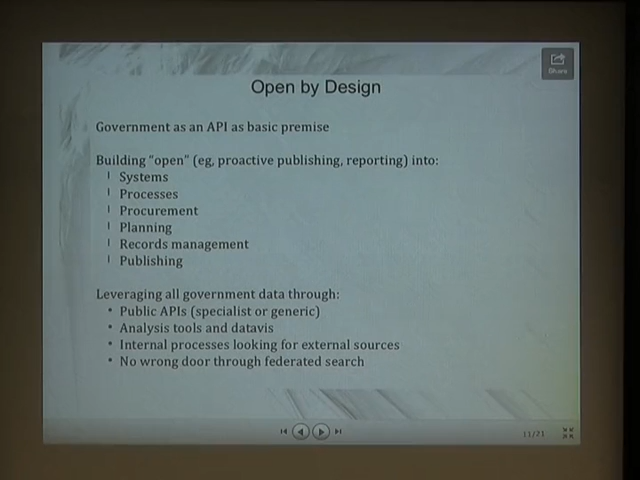 Share
Open by Design
Government as an API as basic premise
Building "open" (eg, proactive publishing, reporting) into:
Systems
Processes
Procurement
Planning
Records management
Publishing
Leveraging all government data through:
• Public APIs (specialist or generic)
• Analysis tools and datavis
• Internal processes looking for external sources
• No wrong door through federated search
11/21